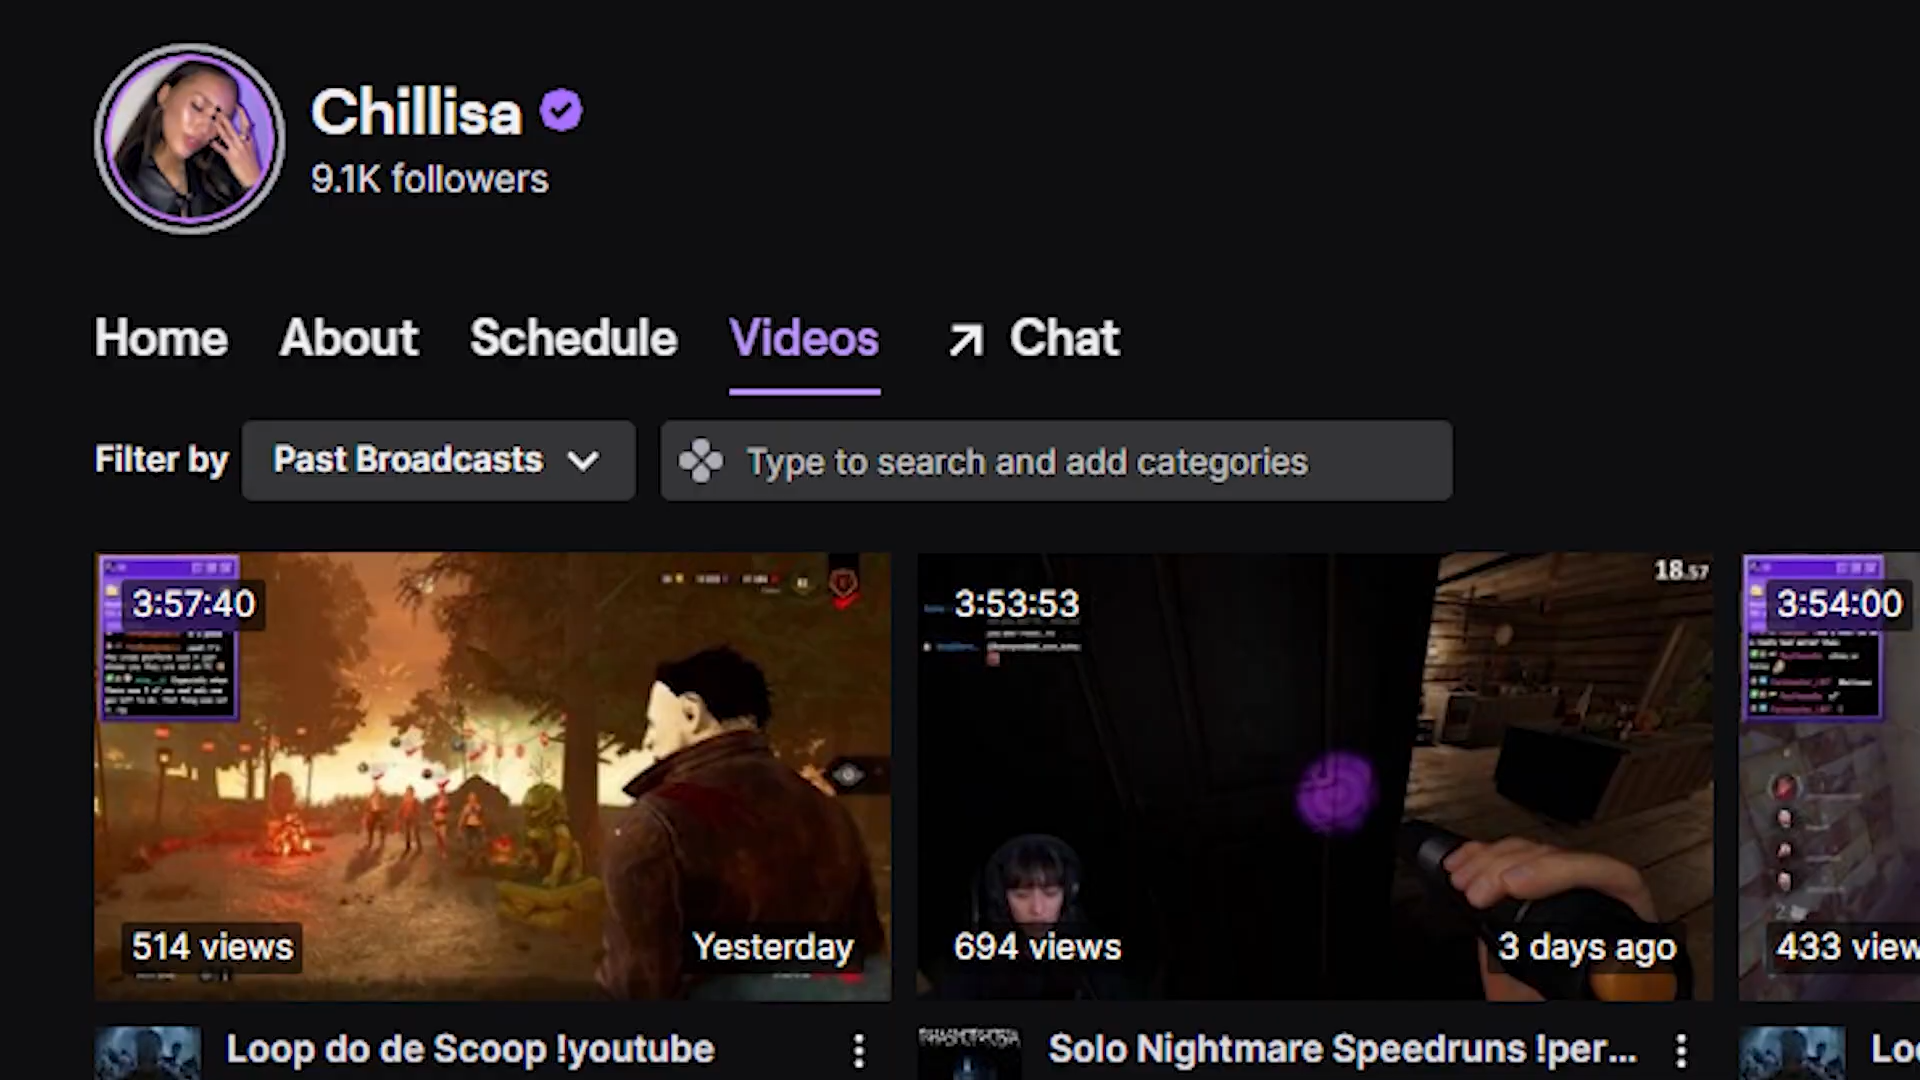 Chillisa
9.1K followers
Home About Schedule Videos Chat
Filter by Past Broadcasts Type to search and add categories
3:57:40
3:53:53
18.57
3:54:00
514 views
Yesterday
694 views
3 days ago
433 view
Loop do de Scoop !youtube
Solo Nightmare Speedruns !per...
Lo